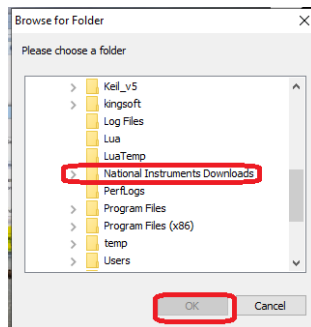 Browse for Folder
Please choose a folder
Keil_v5
kingsoft
Log Files
Lua
LuaTemp
National Instruments Downloads
PerfLogs
Program Files
Program Files (x86)
temp
Users
OK
Cancel